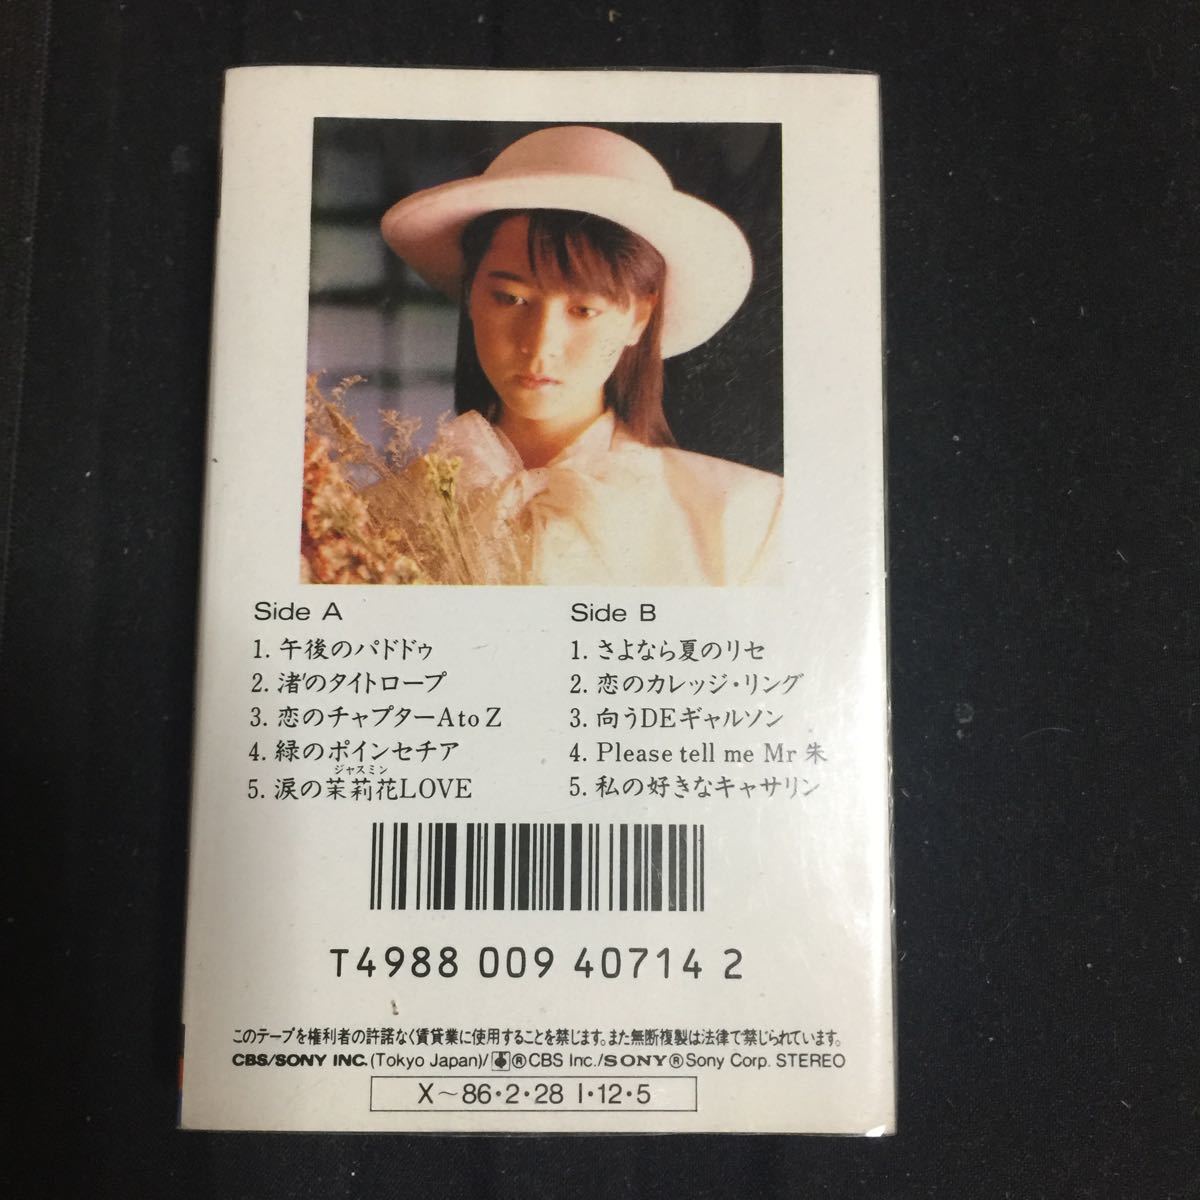 Side A
1. 午後のパドドゥ
2. 渚のタイトロープ
3. 恋のチャプターA to Z
4. 緑のポインセチア
ジャスミン
5. 涙の茉莉花LOVE
Side B
1. さよなら夏のリセ
2. 恋のカレッジ・リング
3. 向うDEギャルソン
4. Please tell me Mr 朱
5. 私の好きなキャサリン
T4988 009 40714 2
このテープを権利者の許諾なく賃貸業に使用することを禁じます。また無断複製は法律で禁じられています。
CBS/SONY INC. (Tokyo Japan)/®CBS Inc./SONY®Sony Corp. STEREO
X～86・2・28 I・12・5